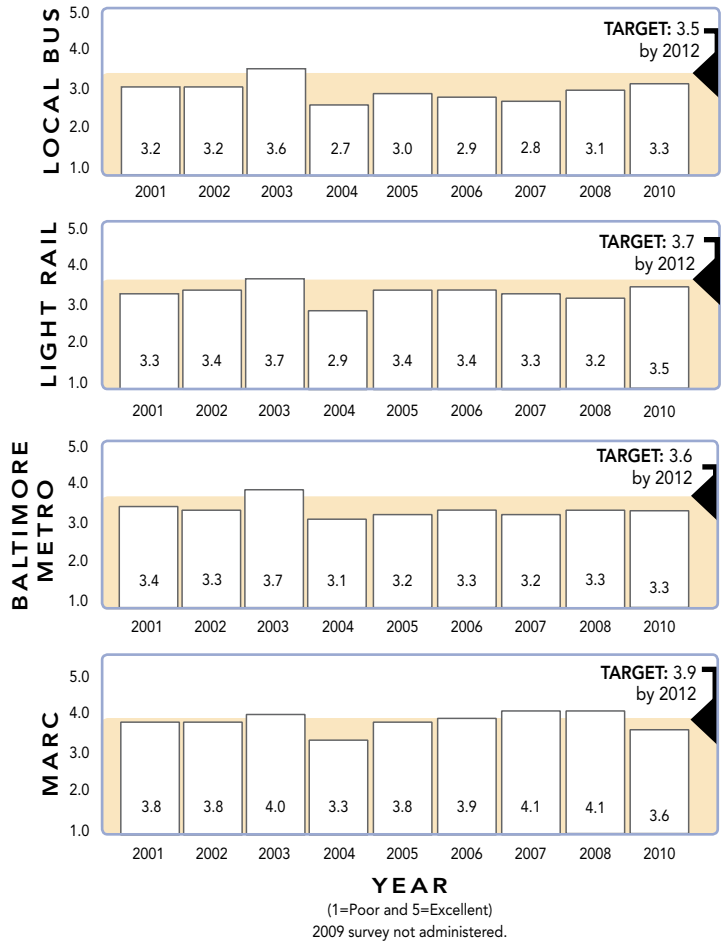 LOCAL BUS
5.0
4.0
3.0
2.0
1.0
TARGET: 3.5
by 2012
3.2 3.2 3.6 2.7 3.0 2.9 2.8 3.1 3.3
2001 2002 2003 2004 2005 2006 2007 2008 2010
LIGHT RAIL
5.0
4.0
3.0
2.0
1.0
TARGET: 3.7
by 2012
3.3 3.4 3.7 2.9 3.4 3.4 3.3 3.2 3.5
2001 2002 2003 2004 2005 2006 2007 2008 2010
BALTIMORE
METRO
5.0
4.0
3.0
2.0
1.0
TARGET: 3.6
by 2012
3.4 3.3 3.7 3.1 3.2 3.3 3.2 3.3 3.3
2001 2002 2003 2004 2005 2006 2007 2008 2010
MARC
5.0
4.0
3.0
2.0
1.0
TARGET: 3.9
by 2012
3.8 3.8 4.0 3.3 3.8 3.9 4.1 4.1 3.6
2001 2002 2003 2004 2005 2006 2007 2008 2010
YEAR
(1=Poor and 5=Excellent)
2009 survey not administered.